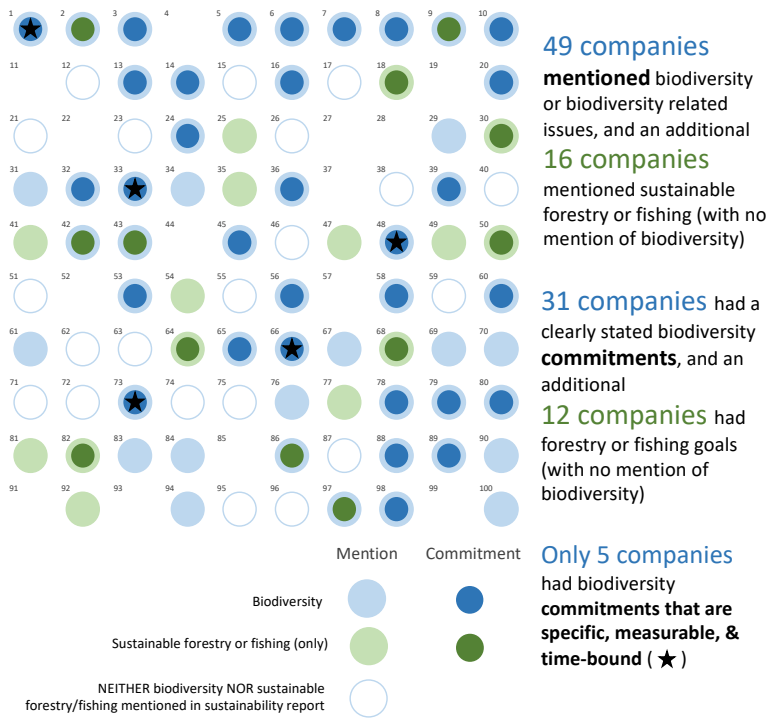 1 2 3 4 5 6 7 8 9 10
11 12 13 14 15 16 17 18 19 20
21 22 23 24 25 26 27 28 29 30
31 32 33 34 35 36 37 38 39 40
41 42 43 44 45 46 47 48 49 50
51 52 53 54 55 56 57 58 59 60
61 62 63 64 65 66 67 68 69 70
71 72 73 74 75 76 77 78 79 80
81 82 83 84 85 86 87 88 89 90
91 92 93 94 95 96 97 98 99 100
49 companies
mentioned biodiversity
or biodiversity related
issues, and an additional
16 companies
mentioned sustainable
forestry or fishing (with no
mention of biodiversity)
31 companies had a
clearly stated biodiversity
commitments, and an
additional
12 companies had
forestry or fishing goals
(with no mention of
biodiversity)
Only 5 companies
had biodiversity
commitments that are
specific, measurable, &
time-bound ( ★ )
Mention Commitment
Biodiversity
Sustainable forestry or fishing (only)
NEITHER biodiversity NOR sustainable
forestry/fishing mentioned in sustainability report